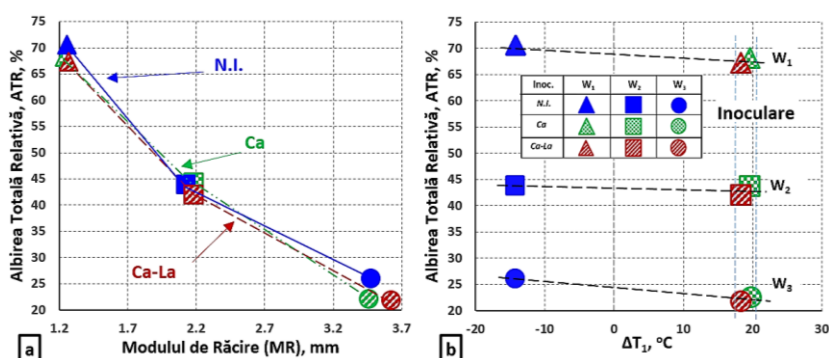 Albirea Totală Relativă, ATR, %
80
75
70
65
60
55
50
45
40
35
30
25
20
N.I.
Ca
Ca-La
1.2 1.7 2.2 2.7 3.2 3.7
a
Modulul de Răcire (MR), mm
Albirea Totală Relativă, ATR, %
80
75
70
65
60
55
50
45
40
35
30
25
20
W₁
Inoc. W₁ W₂ W₃
N.I.
Ca
Ca-La
Inoculare
W₂
W₃
-20 -10 0 10 20 30
b
ΔT₁, °C